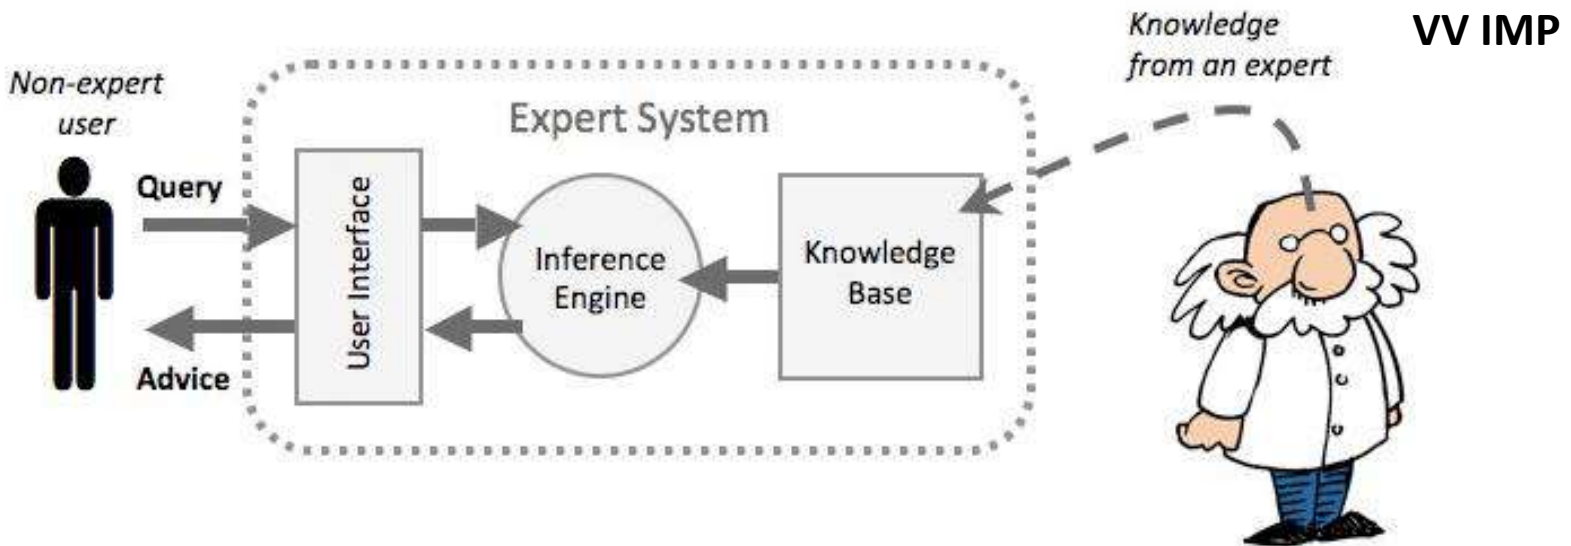 Knowledge
from an expert
VV IMP
Non-expert
user
Expert System
Query
User Interface
Inference
Engine
Knowledge
Base
Advice